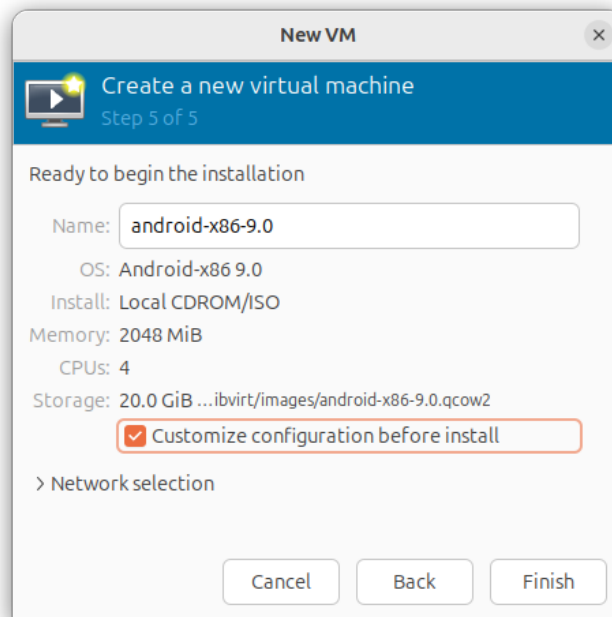 New VM
Create a new virtual machine
Step 5 of 5
Ready to begin the installation
Name: android-x86-9.0
OS: Android-x86 9.0
Install: Local CDROM/ISO
Memory: 2048 MiB
CPUs: 4
Storage: 20.0 GiB ...ibvirt/images/android-x86-9.0.qcow2
Customize configuration before install
Network selection
Cancel Back Finish